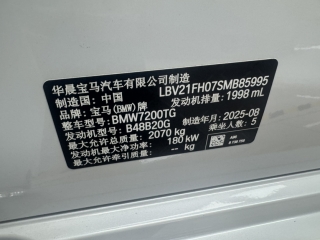 华晨宝马汽车有限公司制造
制造国: 中国 LBV21FH07SMB85995
品牌: 宝马(BMW)牌 发动机排量: 1998 mL
整车型号: BMW7200TG
发动机型号: B48B20G 制造年月: 2025-08
最大允许总质量: 2070 kg 乘坐人数: 5
发动机最大净功率: 180 kW
最大允许牵引质量: -- kg